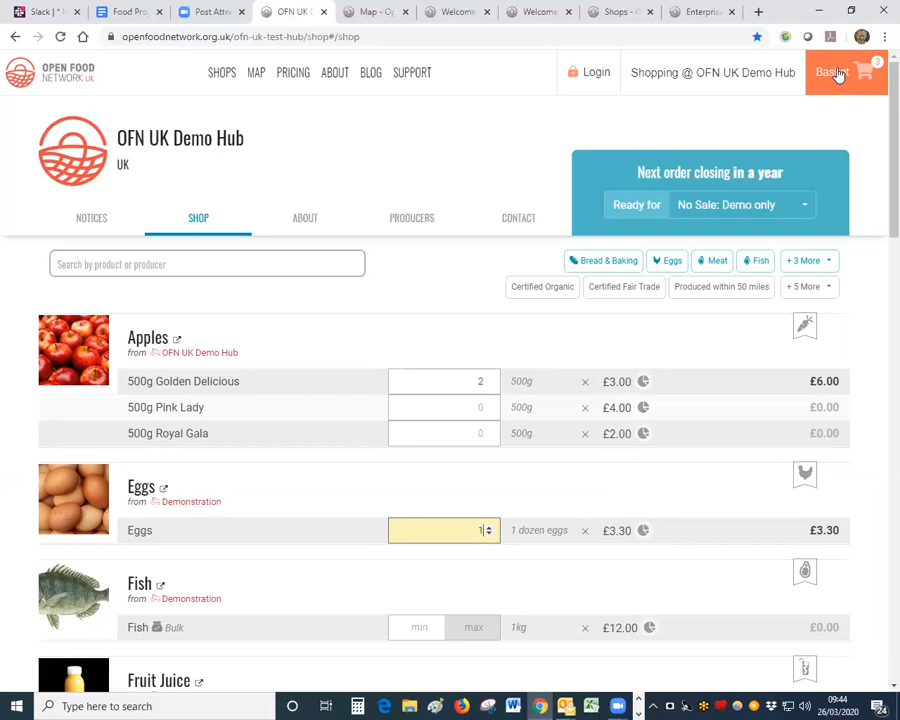 Slack | *
Food Pro
Post Atte
OFN UK D
Map - Op
Welcome
Welcome
Shops - O
Enterpris
openfoodnetwork.org.uk/ofn-uk-test-hub/shop#/shop
OPEN FOOD
NETWORK UK
SHOPS MAP PRICING ABOUT BLOG SUPPORT
Login
Shopping @ OFN UK Demo Hub
Basket 3
OFN UK Demo Hub
UK
Next order closing in a year
Ready for No Sale: Demo only
NOTICES SHOP ABOUT PRODUCERS CONTACT
Search by product or producer
Bread & Baking Eggs Meat Fish + 3 More
Certified Organic Certified Fair Trade Produced within 50 miles + 5 More
Apples
from OFN UK Demo Hub
500g Golden Delicious 2 500g × £3.00 £6.00
500g Pink Lady 0 500g × £4.00 £0.00
500g Royal Gala 0 500g × £2.00 £0.00
Eggs
from Demonstration
Eggs 1 1 dozen eggs × £3.30 £3.30
Fish
from Demonstration
Fish Bulk min max 1kg × £12.00 £0.00
Fruit Juice
Type here to search
09:44
26/03/2020
24